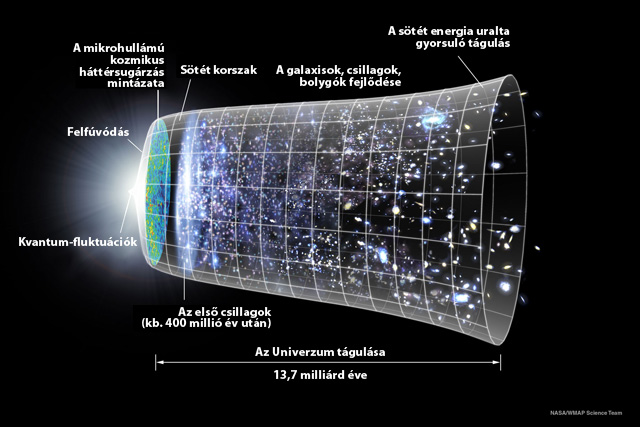 A sötét energia uralta
gyorsuló tágulás
A mikrohullámú
kozmikus
háttérsugárzás
mintázata
Sötét korszak
A galaxisok, csillagok,
bolygók fejlődése
Felfúvódás
Kvantum-fluktuációk
Az első csillagok
(kb. 400 millió év után)
Az Univerzum tágulása
13,7 milliárd éve
NASA/WMAP Science Team